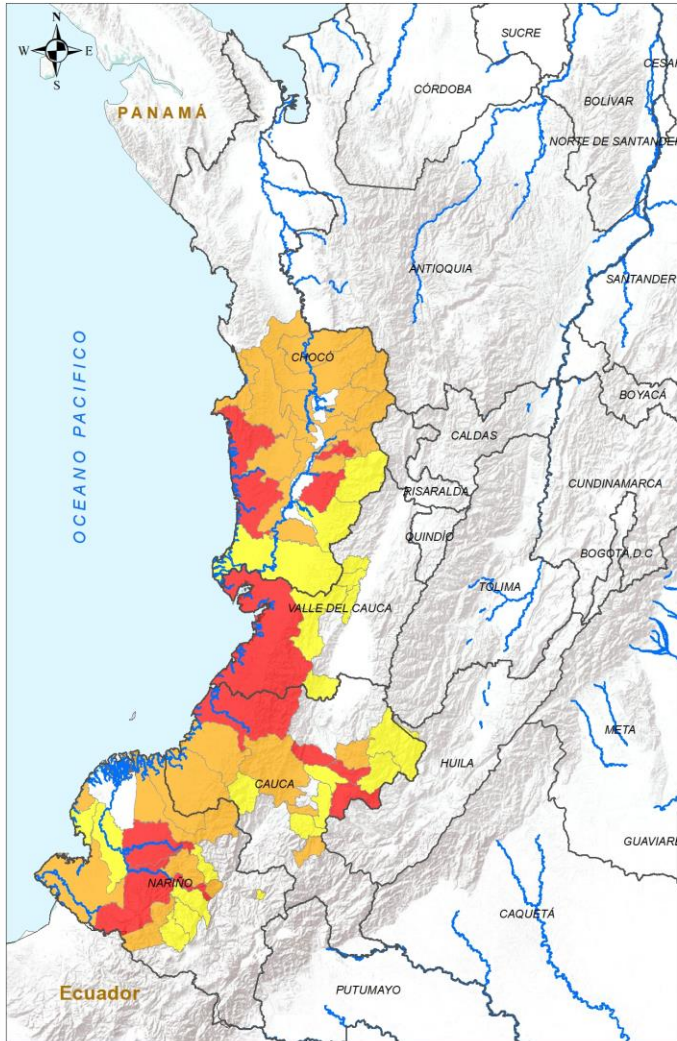 N
W E
S
SUCRE
CESAR
CÓRDOBA
BOLÍVAR
PANAMÁ
NORTE DE SANTANDER
ANTIOQUIA
SANTANDER
OCEANO PACIFICO
CHOCÓ
BOYACÁ
CALDAS
CUNDINAMARCA
RISARALDA
QUINDÍO
BOGOTÁ, D.C
TOLIMA
VALLE DEL CAUCA
META
HUILA
CAUCA
GUAVIARE
NARIÑO
CAQUETÁ
Ecuador
PUTUMAYO